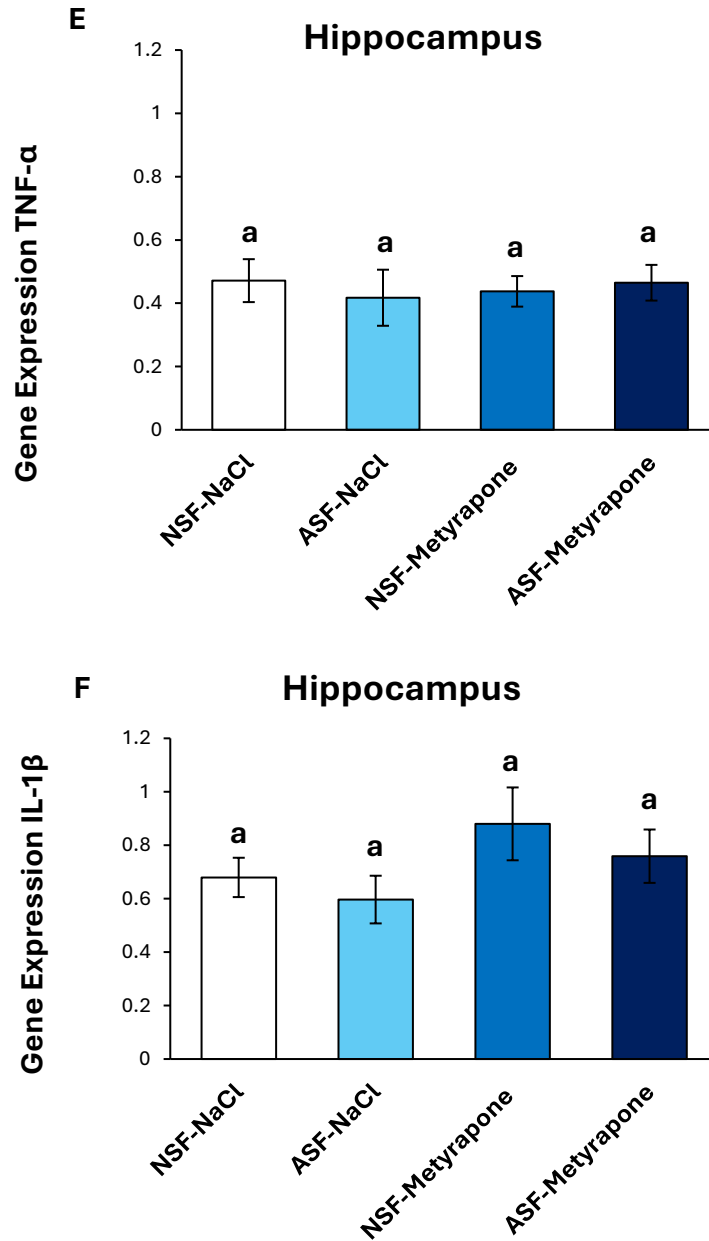 E
Hippocampus
Gene Expression TNF-α
1.2
1
0.8
0.6
0.4
0.2
0
a
a
a
a
NSF-NaCl
ASF-NaCl
NSF-Metyrapone
ASF-Metyrapone
F
Hippocampus
Gene Expression IL-1β
1.2
1
0.8
0.6
0.4
0.2
0
a
a
a
a
NSF-NaCl
ASF-NaCl
NSF-Metyrapone
ASF-Metyrapone